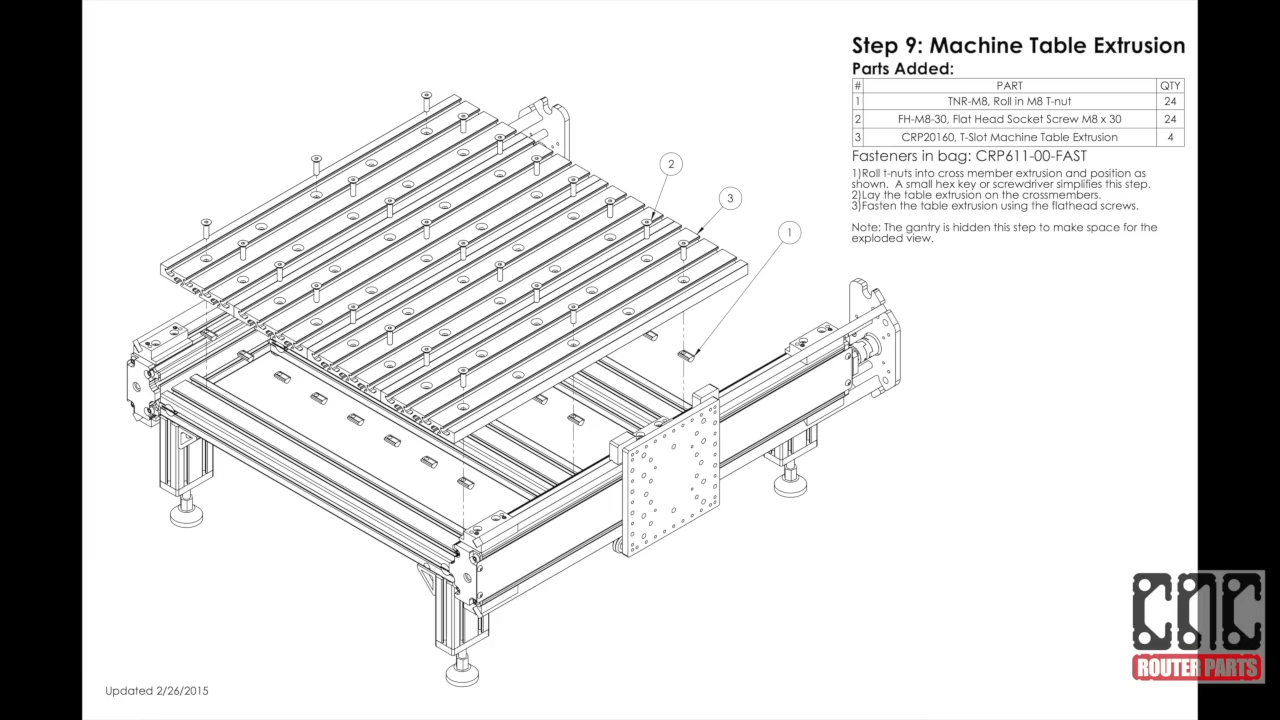 Step 9: Machine Table Extrusion
Parts Added:
# PART QTY
1 TNR-M8, Roll in M8 T-nut 24
2 FH-M8-30, Flat Head Socket Screw M8 x 30 24
3 CRP20160, T-Slot Machine Table Extrusion 4
Fasteners in bag: CRP611-00-FAST
1)Roll t-nuts into cross member extrusion and position as
shown. A small hex key or screwdriver simplifies this step.
2)Lay the table extrusion on the crossmembers.
3)Fasten the table extrusion using the flathead screws.
Note: The gantry is hidden this step to make space for the
exploded view.
2
3
1
CNC
ROUTER PARTS
Updated 2/26/2015